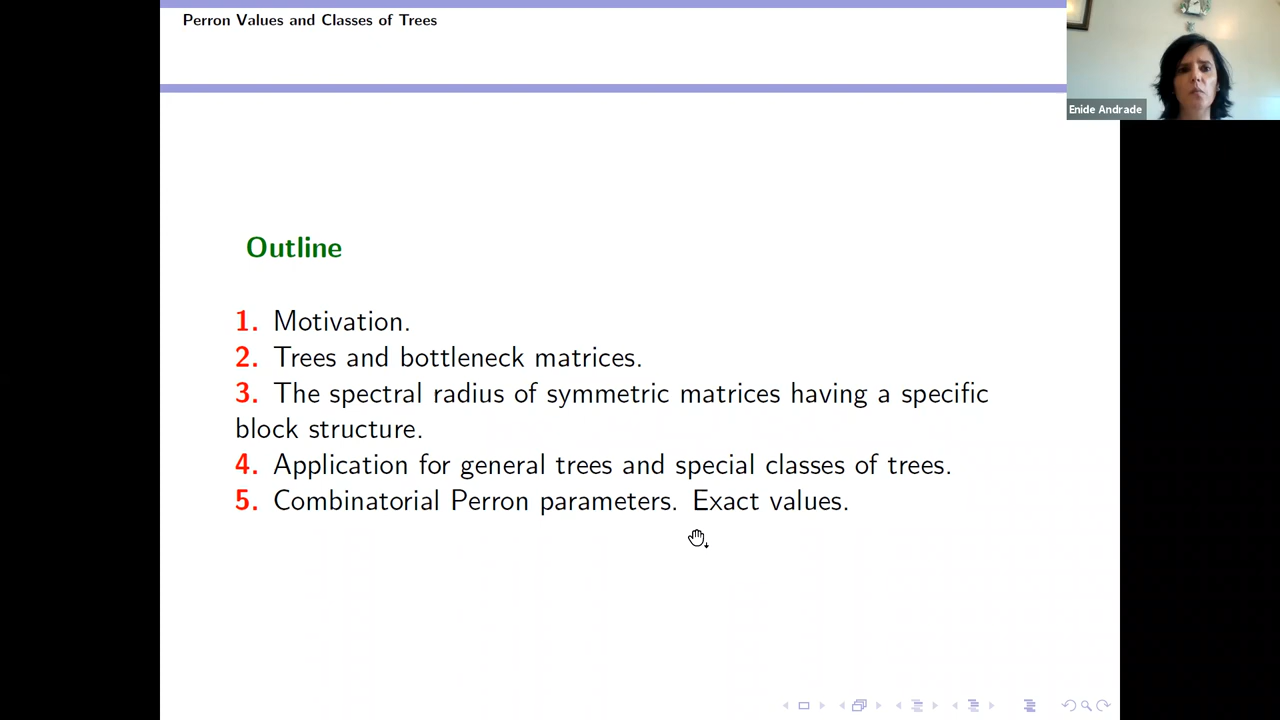 Perron Values and Classes of Trees
Enide Andrade
Outline
1. Motivation.
2. Trees and bottleneck matrices.
3. The spectral radius of symmetric matrices having a specific
block structure.
4. Application for general trees and special classes of trees.
5. Combinatorial Perron parameters. Exact values.